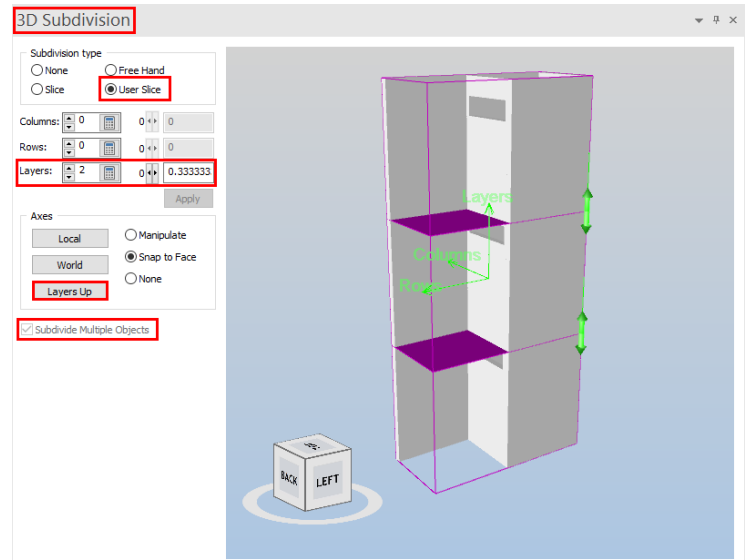 3D Subdivision
Subdivision type
None Free Hand
Slice User Slice
Columns: 0 0 0
Rows: 0 0 0
Layers: 2 0 0.333333
Apply
Axes
Local Manipulate
World Snap to Face
Layers Up None
Subdivide Multiple Objects
Layers
Columns
Rows
BACK LEFT